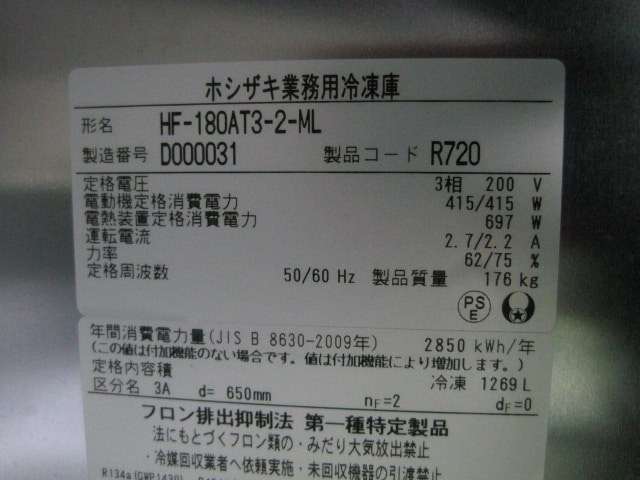 ホシザキ業務用冷凍庫
形名 HF-180AT3-2-ML
製造番号 D000031 製品コード R720
定格電圧 3相 200 V
電動機定格消費電力 415/415 W
電熱装置定格消費電力 697 W
運転電流 2.7/2.2 A
力率 62/75 %
定格周波数 50/60 Hz 製品質量 176 kg
PS E
年間消費電力量(JIS B 8630-2009年) 2850 kWh/年
(この値は付加機能のない場合です。値は付加機能により増加します。)
定格内容積 冷凍 1269 L
区分名 3A d= 650mm nF=2 dF=0
フロン排出抑制法 第一種特定製品
法にもとづくフロン類の・みだり大気放出禁止
・冷媒回収業者へ依頼実施・未回収機器の引渡禁止
R134a(GWP1430)